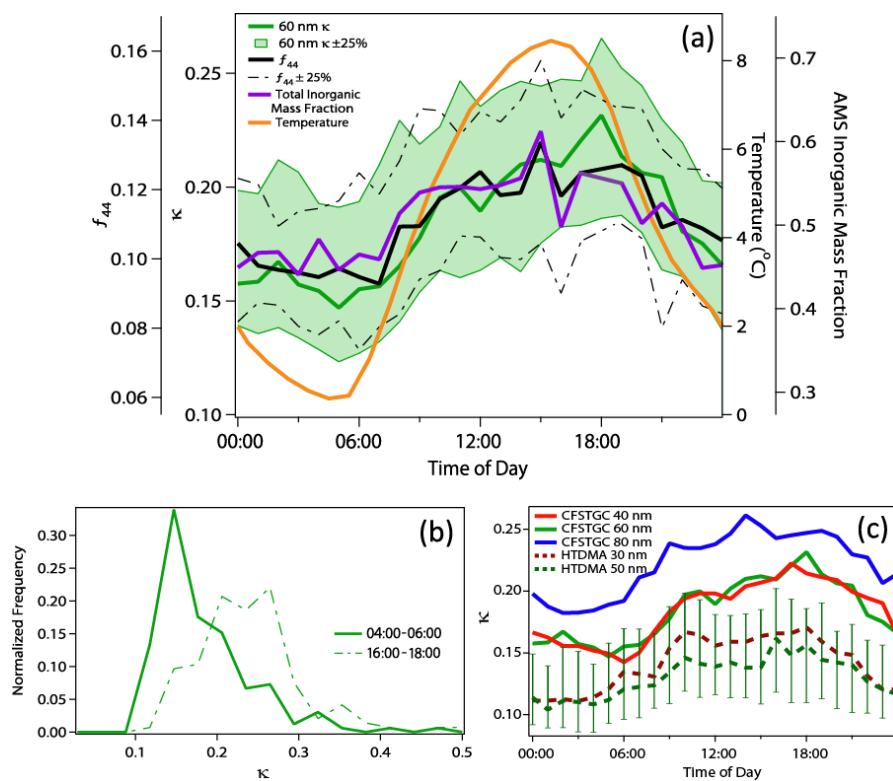 (a)
60 nm κ
60 nm κ ±25%
f44
f44 ± 25%
Total Inorganic
Mass Fraction
Temperature
0.16
0.14
0.12
0.10
0.08
0.06
f44
0.25
0.20
0.15
0.10
κ
8
6
4
2
0
Temperature (°C)
0.7
0.6
0.5
0.4
0.3
AMS Inorganic Mass Fraction
00:00 06:00 12:00 18:00
Time of Day
(b)
0.30
0.25
0.20
0.15
0.10
0.05
0.00
Normalized Frequency
04:00-06:00
16:00-18:00
0.1 0.2 0.3 0.4 0.5
κ
(c)
CFSTGC 40 nm
CFSTGC 60 nm
CFSTGC 80 nm
HTDMA 30 nm
HTDMA 50 nm
0.25
0.20
0.15
0.10
κ
00:00 06:00 12:00 18:00
Time of Day